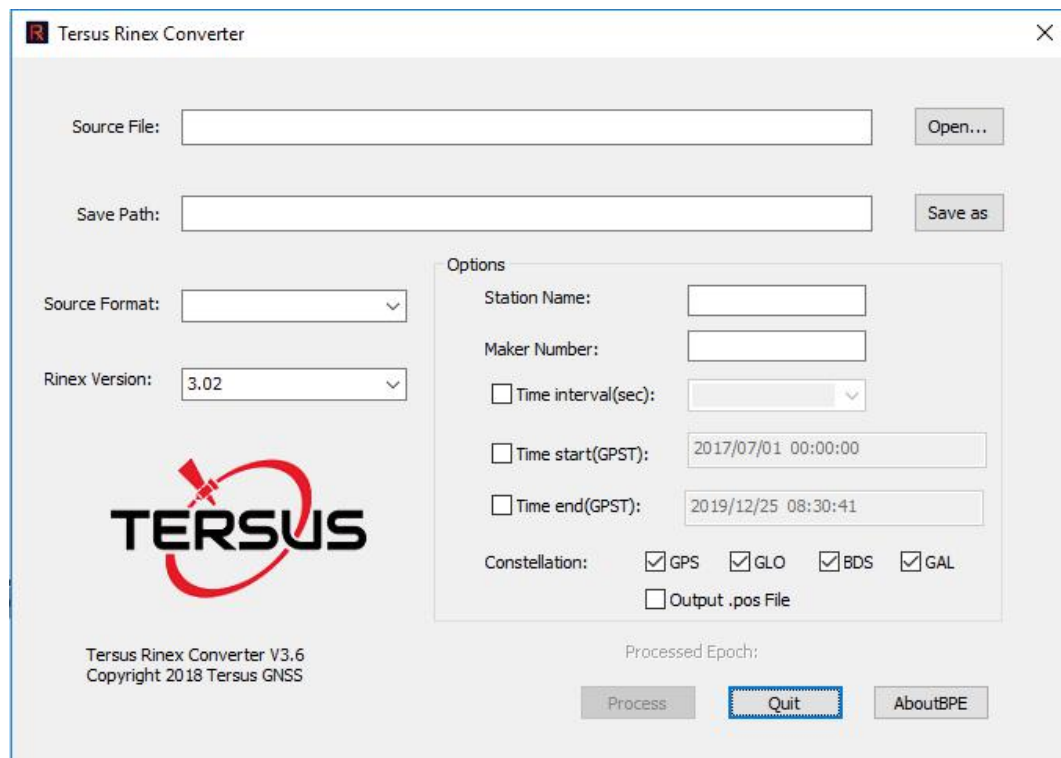 Tersus Rinex Converter
Source File:
Open...
Save Path:
Save as
Source Format:
Rinex Version:
3.02
Options
Station Name:
Maker Number:
Time interval(sec):
Time start(GPST):
2017/07/01 00:00:00
Time end(GPST):
2019/12/25 08:30:41
Constellation:
GPS
GLO
BDS
GAL
Output .pos File
TERSUS
Tersus Rinex Converter V3.6
Copyright 2018 Tersus GNSS
Processed Epoch:
Process
Quit
AboutBPE